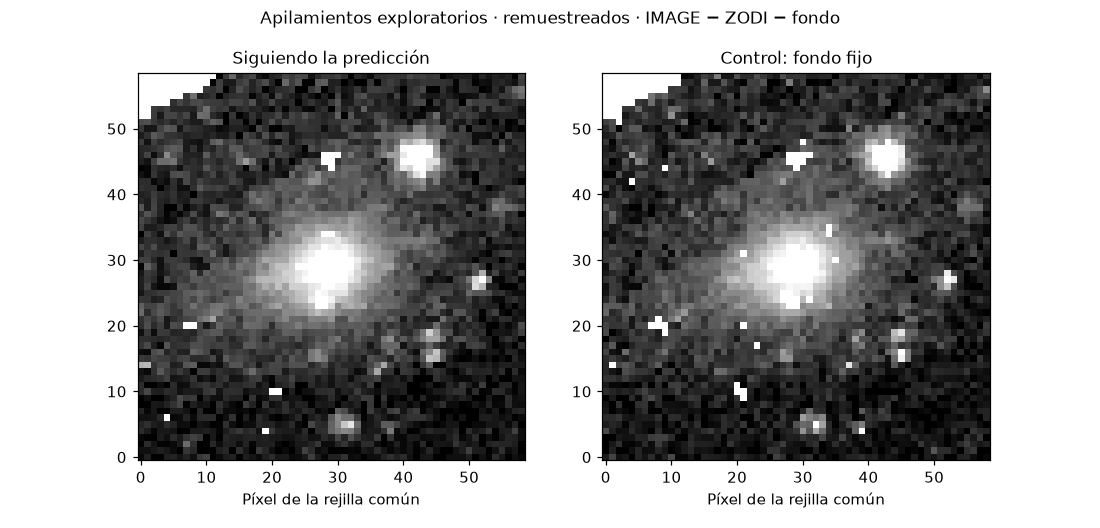 Apilamientos exploratorios · remuestreados · IMAGE − ZODI − fondo
Siguiendo la predicción
Control: fondo fijo
50
40
30
20
10
0
0 10 20 30 40 50
Píxel de la rejilla común
50
40
30
20
10
0
0 10 20 30 40 50
Píxel de la rejilla común